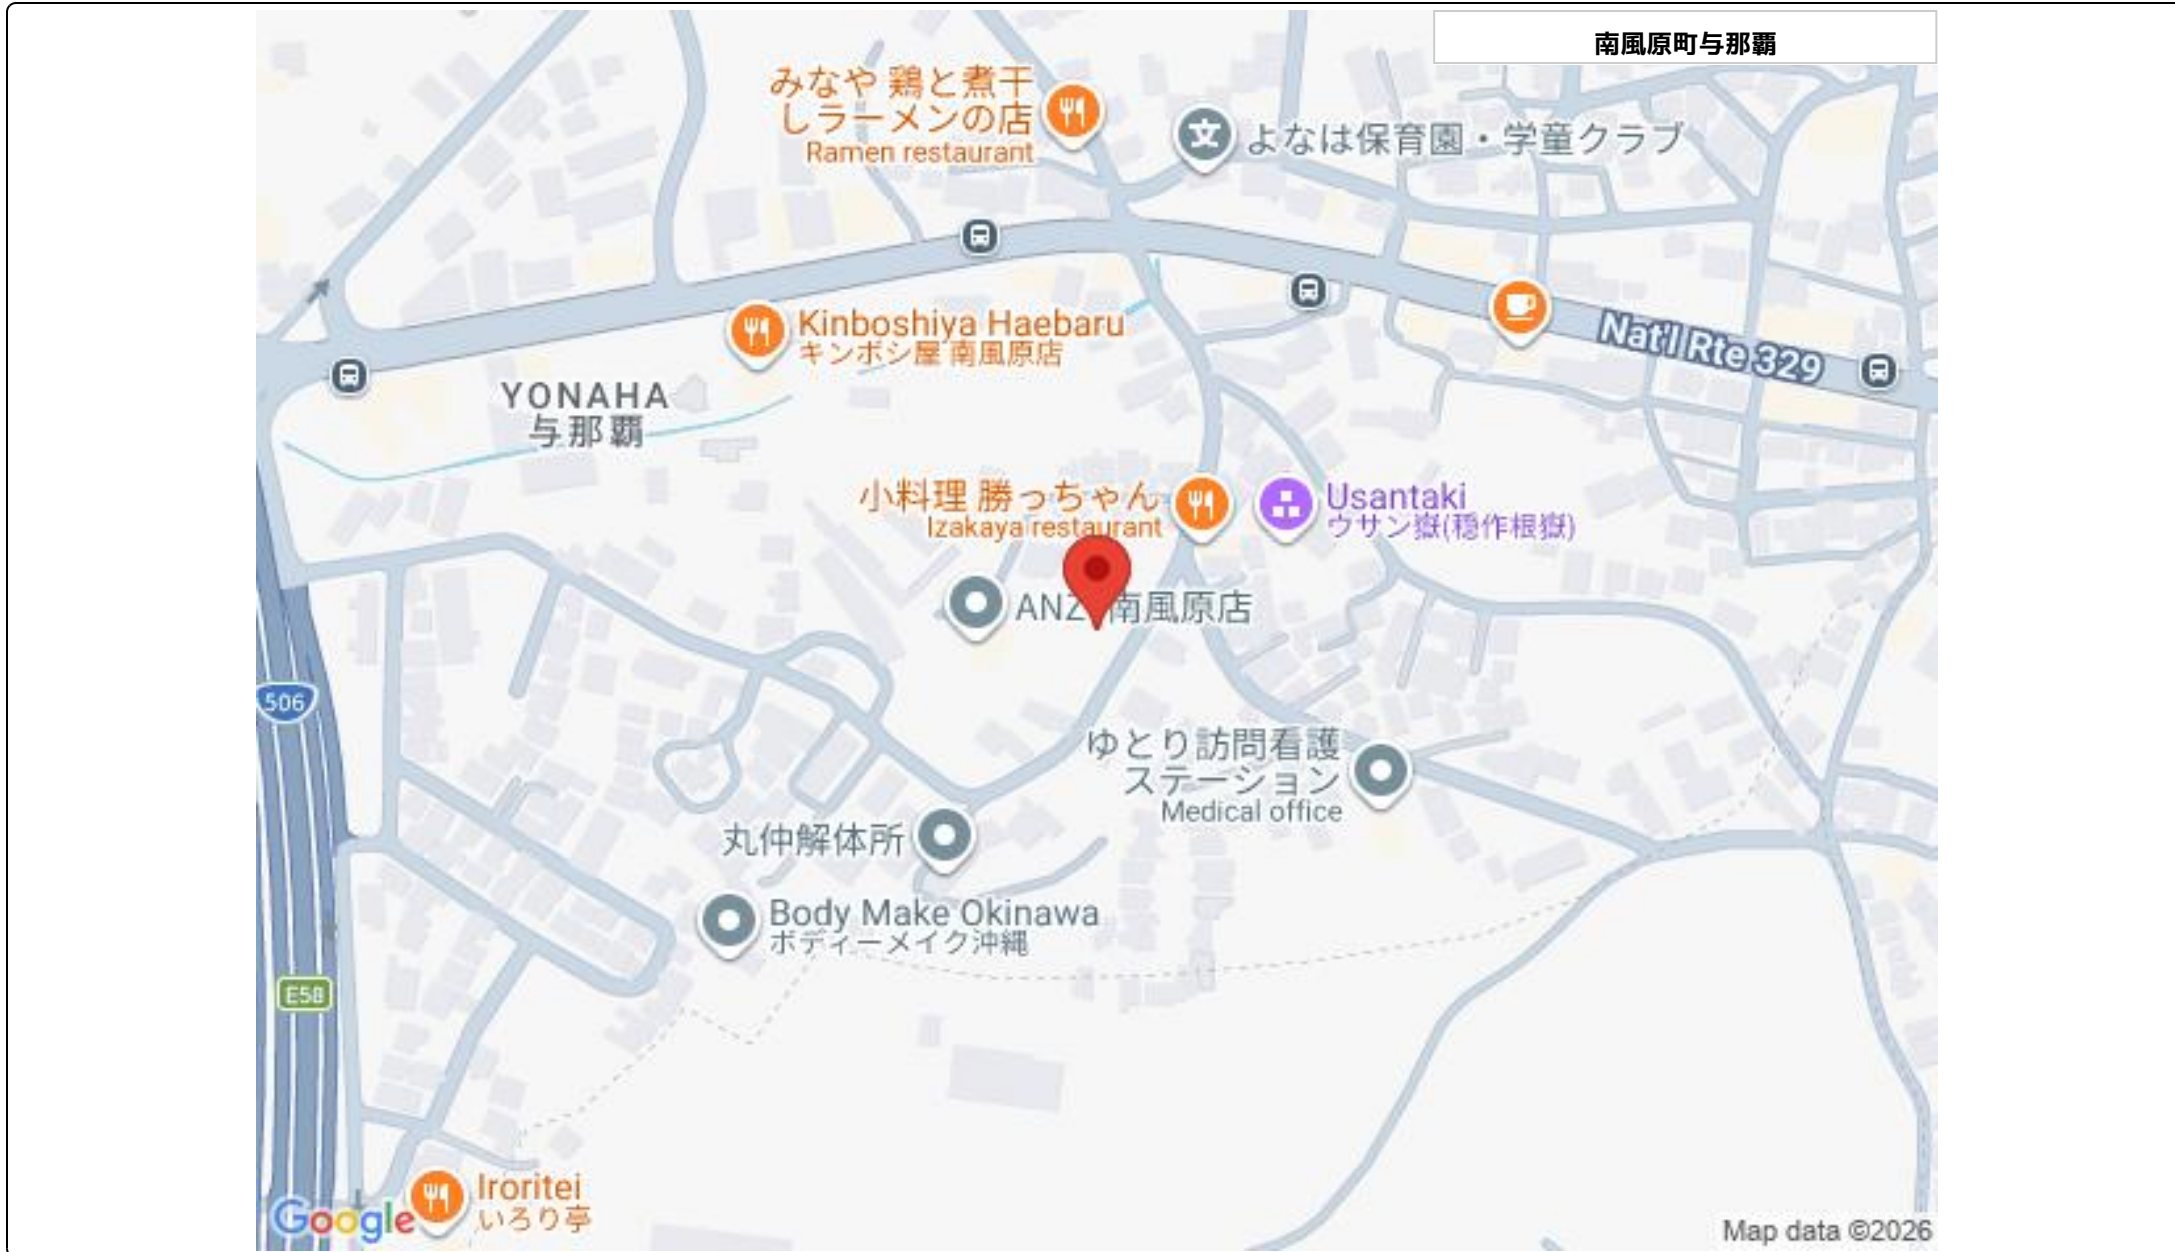 南風原町与那覇
みなや 鶏と煮干
しラーメンの店
Ramen restaurant
よなは保育園・学童クラブ
Kinboshiya Haebaru
キンボシ屋 南風原店
Nat'l Rte 329
YONAHA
与那覇
小料理 勝っちゃん
Izakaya restaurant
Usantaki
ウサン嶽(穏作根嶽)
南風原店
506
ゆとり訪問看護
ステーション
Medical office
丸仲解体所
Body Make Okinawa
ボディーメイク沖縄
E58
Iroritei
いろり亭
Google
Map data ©2026